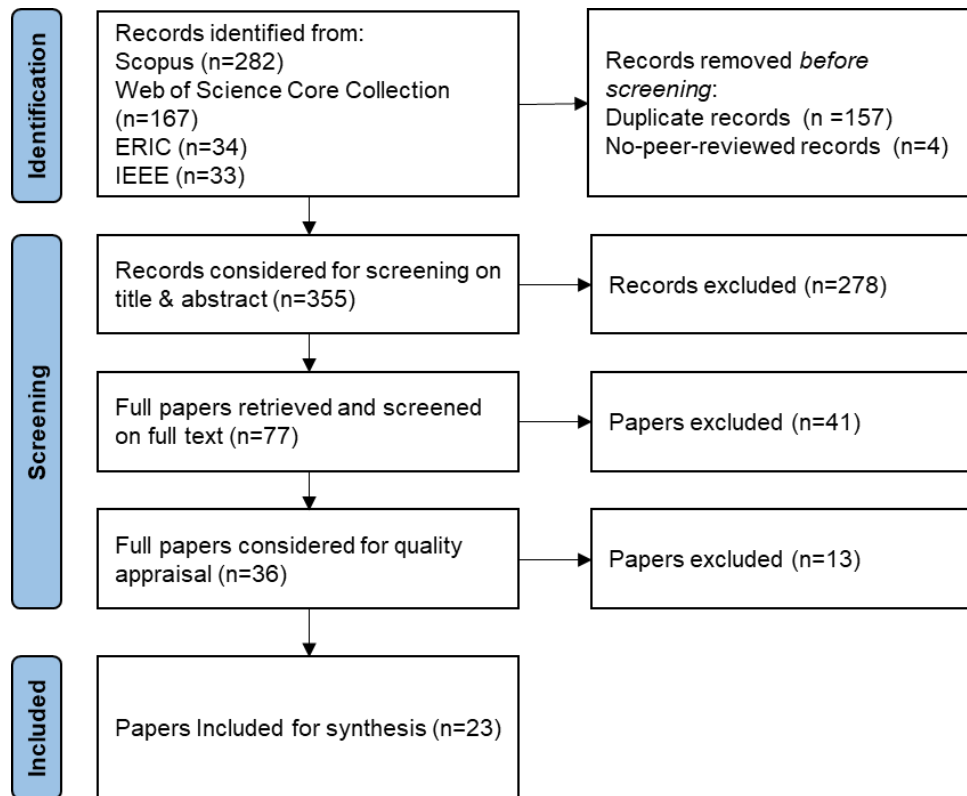 Identification
Records identified from:
Scopus (n=282)
Web of Science Core Collection
(n=167)
ERIC (n=34)
IEEE (n=33)
Records removed before
screening:
Duplicate records (n =157)
No-peer-reviewed records (n=4)
Screening
Records considered for screening on
title & abstract (n=355)
Records excluded (n=278)
Full papers retrieved and screened
on full text (n=77)
Papers excluded (n=41)
Full papers considered for quality
appraisal (n=36)
Papers excluded (n=13)
Included
Papers Included for synthesis (n=23)